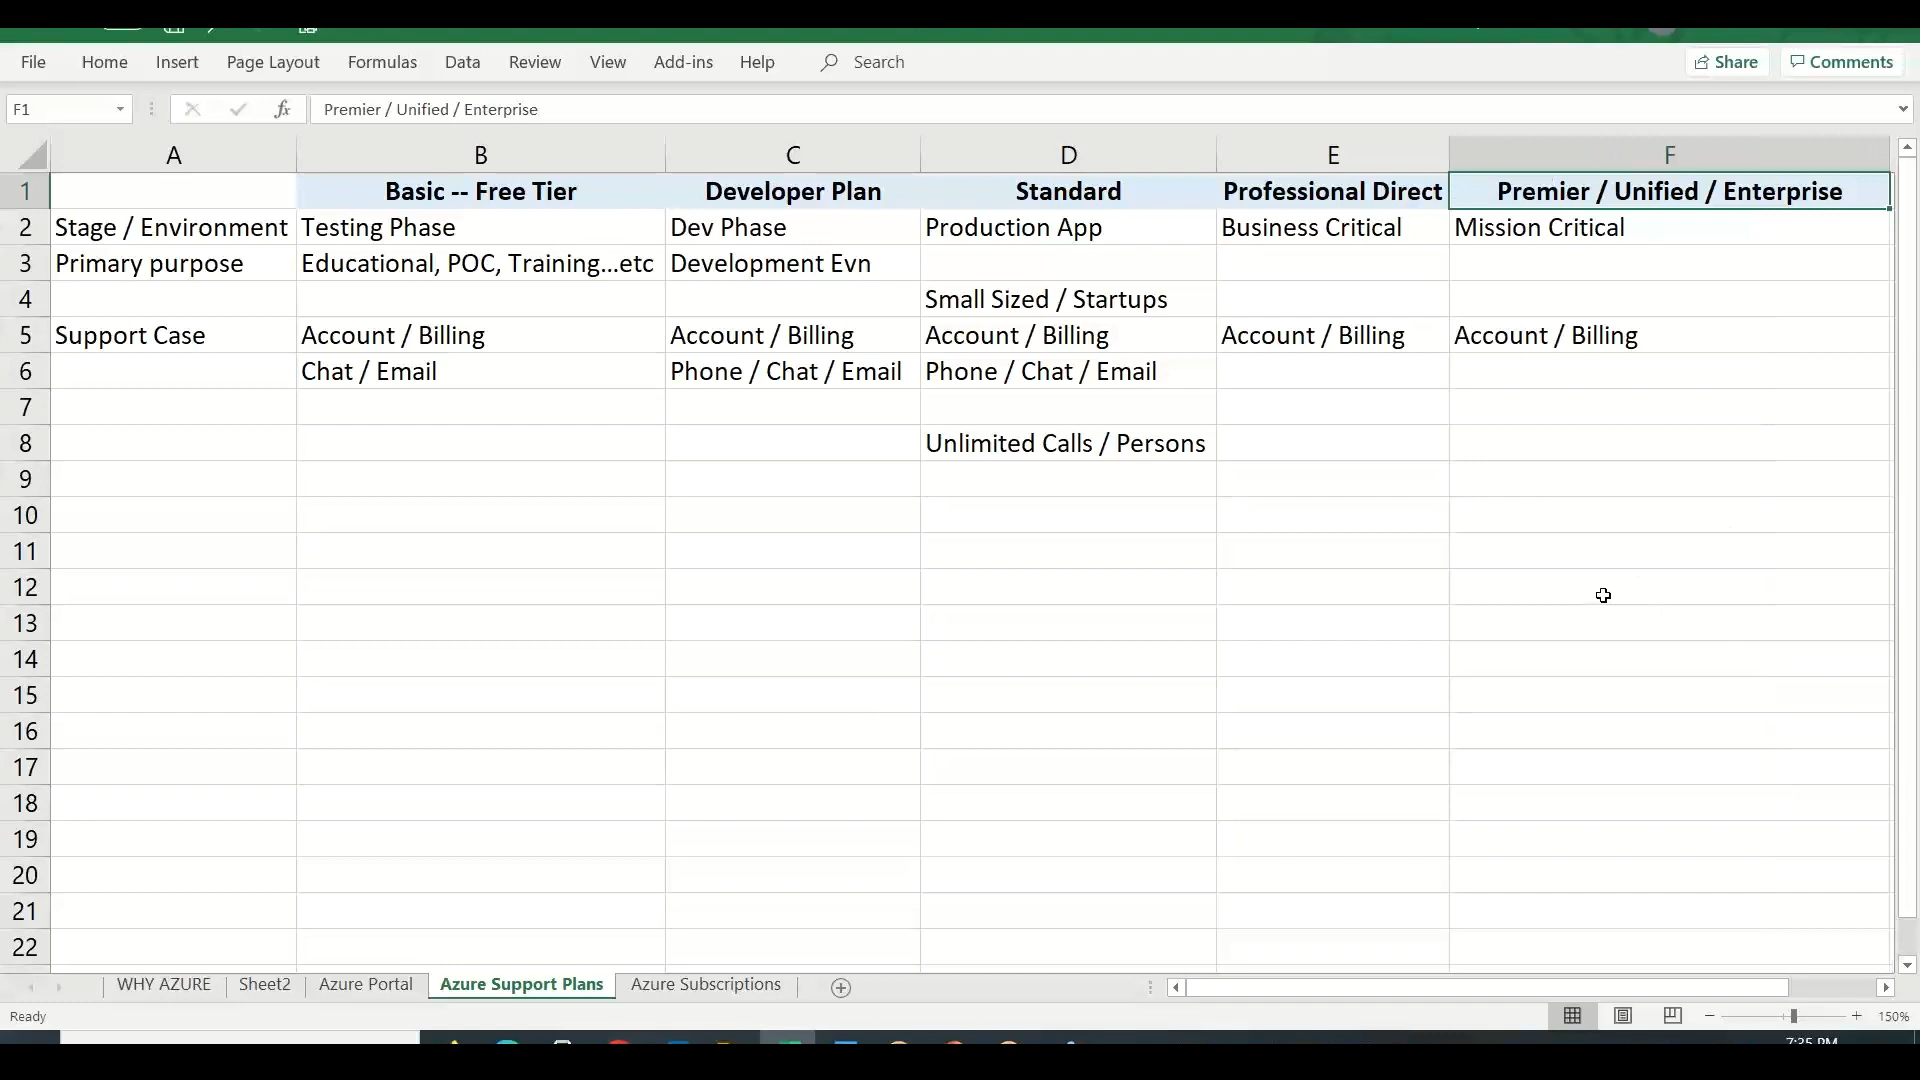 File Home Insert Page Layout Formulas Data Review View Add-ins Help Search Share Comments
F1 fx Premier / Unified / Enterprise
A B C D E F
1 Basic -- Free Tier Developer Plan Standard Professional Direct Premier / Unified / Enterprise
2 Stage / Environment Testing Phase Dev Phase Production App Business Critical Mission Critical
3 Primary purpose Educational, POC, Training...etc Development Evn
4 Small Sized / Startups
5 Support Case Account / Billing Account / Billing Account / Billing Account / Billing Account / Billing
6 Chat / Email Phone / Chat / Email Phone / Chat / Email
7
8 Unlimited Calls / Persons
9
10
11
12
13
14
15
16
17
18
19
20
21
22
WHY AZURE Sheet2 Azure Portal Azure Support Plans Azure Subscriptions
Ready 150%
7:35 PM